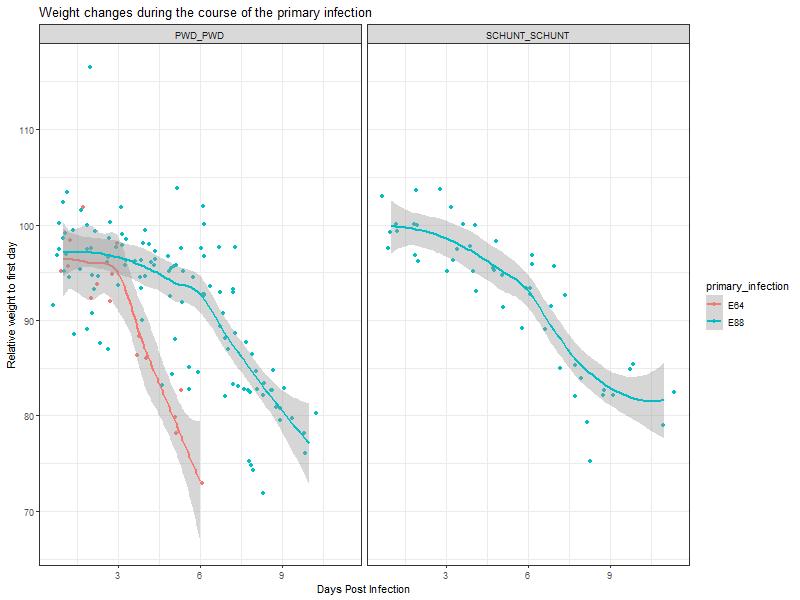 Weight changes during the course of the primary infection
PWD_PWD
SCHUNT_SCHUNT
Relative weight to first day
110
100
90
80
70
3
6
9
3
6
9
Days Post Infection
primary_infection
E64
E88